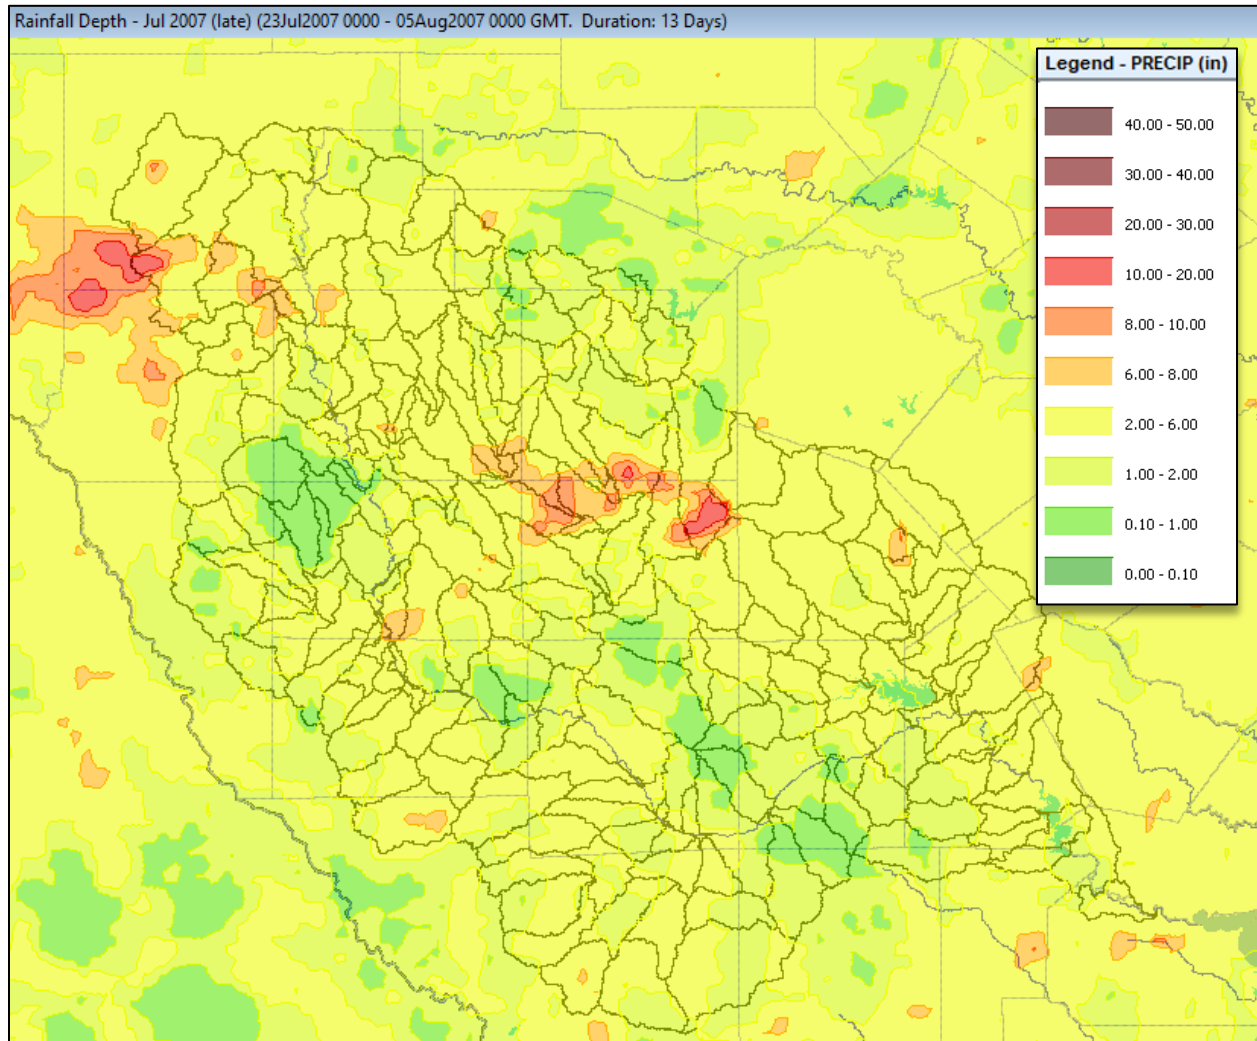 Rainfall Depth - Jul 2007 (late) (23Jul2007 0000 - 05Aug2007 0000 GMT.  Duration: 13 Days)
Legend - PRECIP (in)
40.00 - 50.00
30.00 - 40.00
20.00 - 30.00
10.00 - 20.00
8.00 - 10.00
6.00 - 8.00
2.00 - 6.00
1.00 - 2.00
0.10 - 1.00
0.00 - 0.10